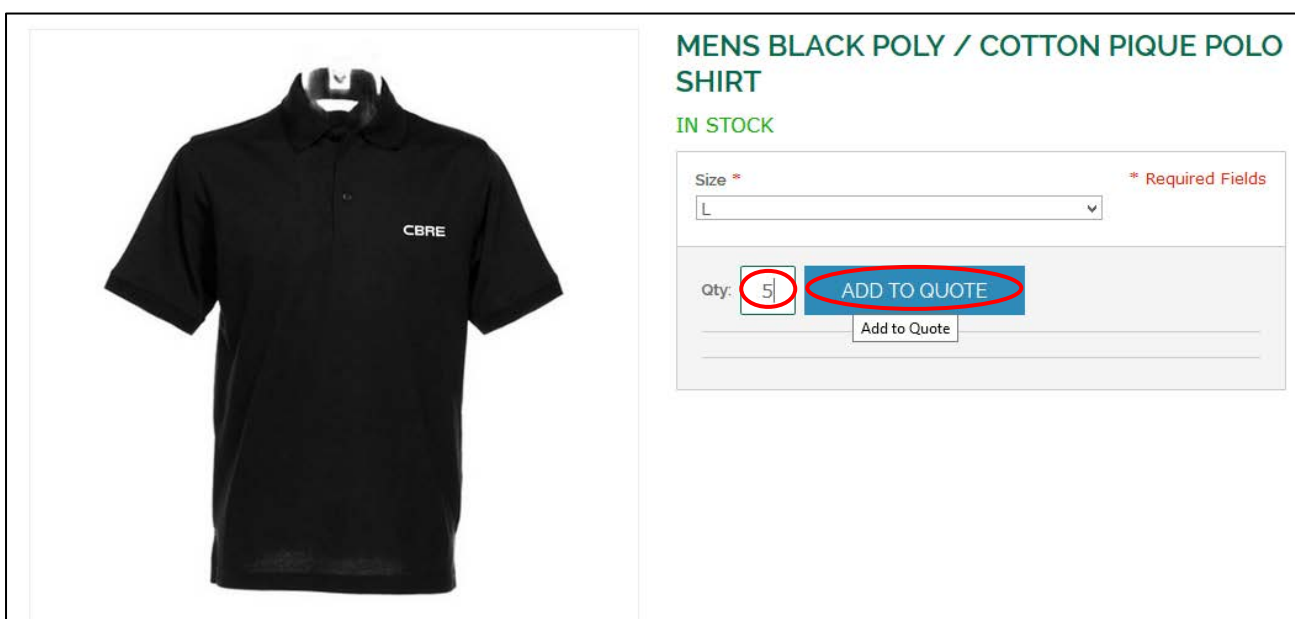 MENS BLACK POLY / COTTON PIQUE POLO
SHIRT
IN STOCK
Size *
* Required Fields
L
CBRE
Qty:
5
ADD TO QUOTE
Add to Quote